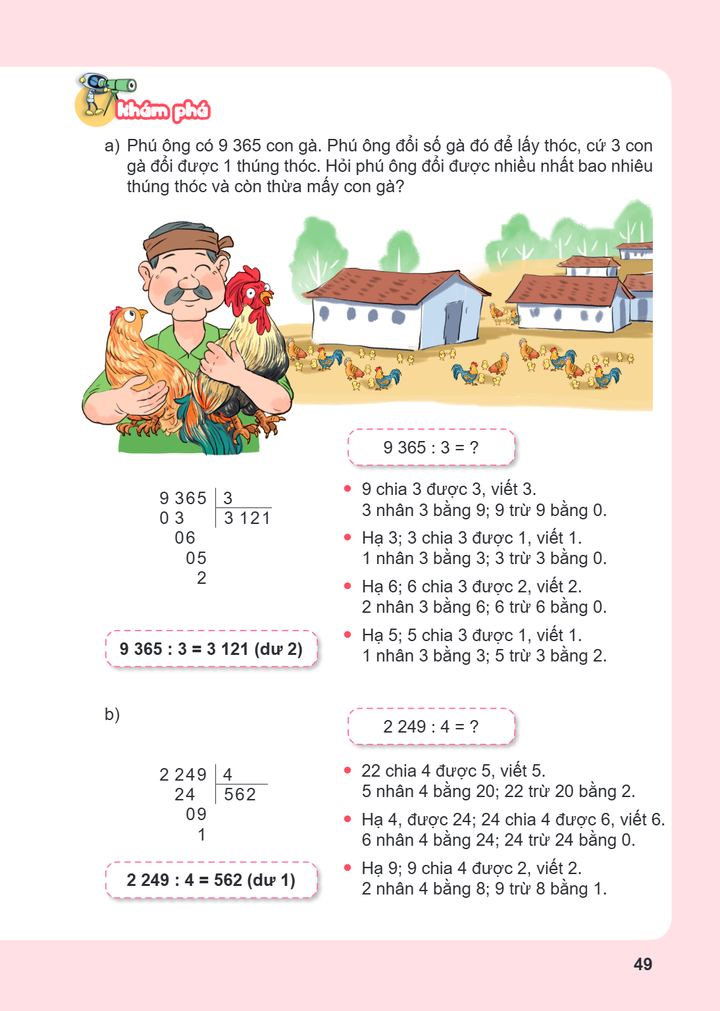 Khám phá
a) Phú ông có 9 365 con gà. Phú ông đổi số gà đó để lấy thóc, cứ 3 con
gà đổi được 1 thúng thóc. Hỏi phú ông đổi được nhiều nhất bao nhiêu
thúng thóc và còn thừa mấy con gà?
9 365 : 3 = ?
9 365 3
0 3 3 121
06
05
2
• 9 chia 3 được 3, viết 3.
3 nhân 3 bằng 9; 9 trừ 9 bằng 0.
• Hạ 3; 3 chia 3 được 1, viết 1.
1 nhân 3 bằng 3; 3 trừ 3 bằng 0.
• Hạ 6; 6 chia 3 được 2, viết 2.
2 nhân 3 bằng 6; 6 trừ 6 bằng 0.
• Hạ 5; 5 chia 3 được 1, viết 1.
1 nhân 3 bằng 3; 5 trừ 3 bằng 2.
9 365 : 3 = 3 121 (dư 2)
b)
2 249 : 4 = ?
2 249 4
24 562
09
1
• 22 chia 4 được 5, viết 5.
5 nhân 4 bằng 20; 22 trừ 20 bằng 2.
• Hạ 4, được 24; 24 chia 4 được 6, viết 6.
6 nhân 4 bằng 24; 24 trừ 24 bằng 0.
• Hạ 9; 9 chia 4 được 2, viết 2.
2 nhân 4 bằng 8; 9 trừ 8 bằng 1.
2 249 : 4 = 562 (dư 1)
49